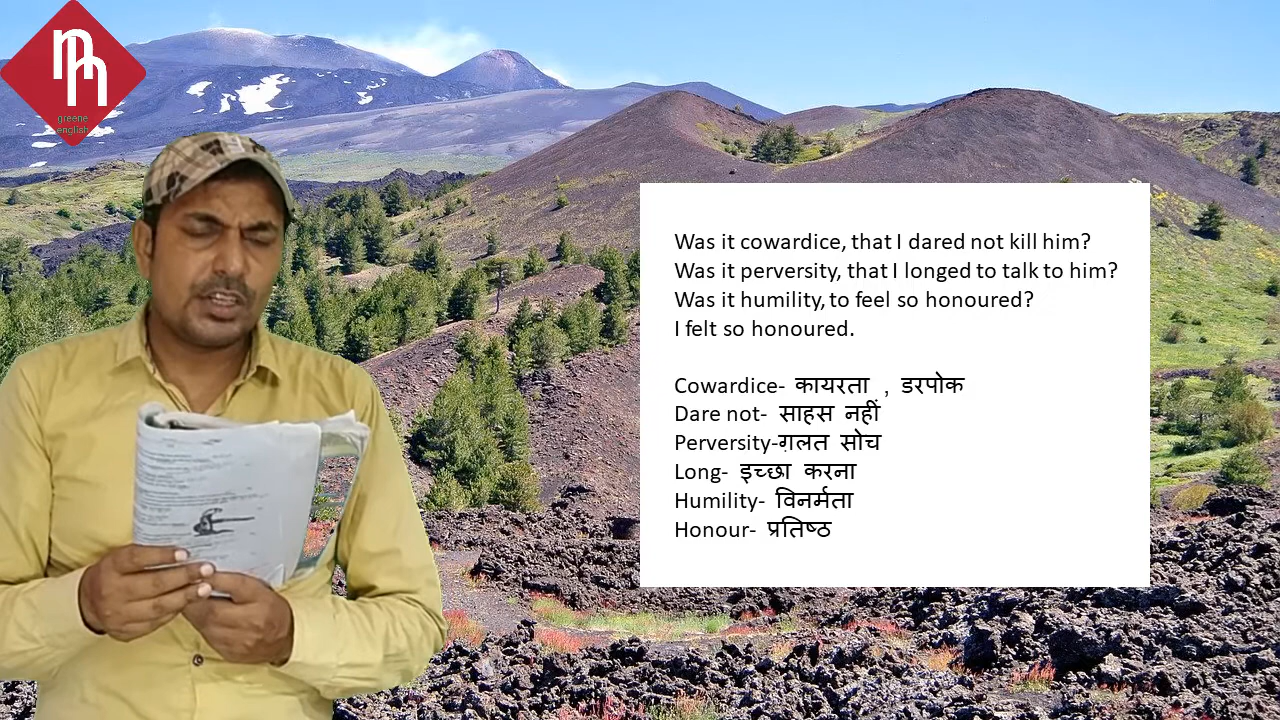 greene
english
Was it cowardice, that I dared not kill him?
Was it perversity, that I longed to talk to him?
Was it humility, to feel so honoured?
I felt so honoured.
Cowardice- कायरता , डरपोक
Dare not- साहस नहीं
Perversity-ग़लत सोच
Long- इच्छा करना
Humility- विनर्मता
Honour- प्रतिष्ठ